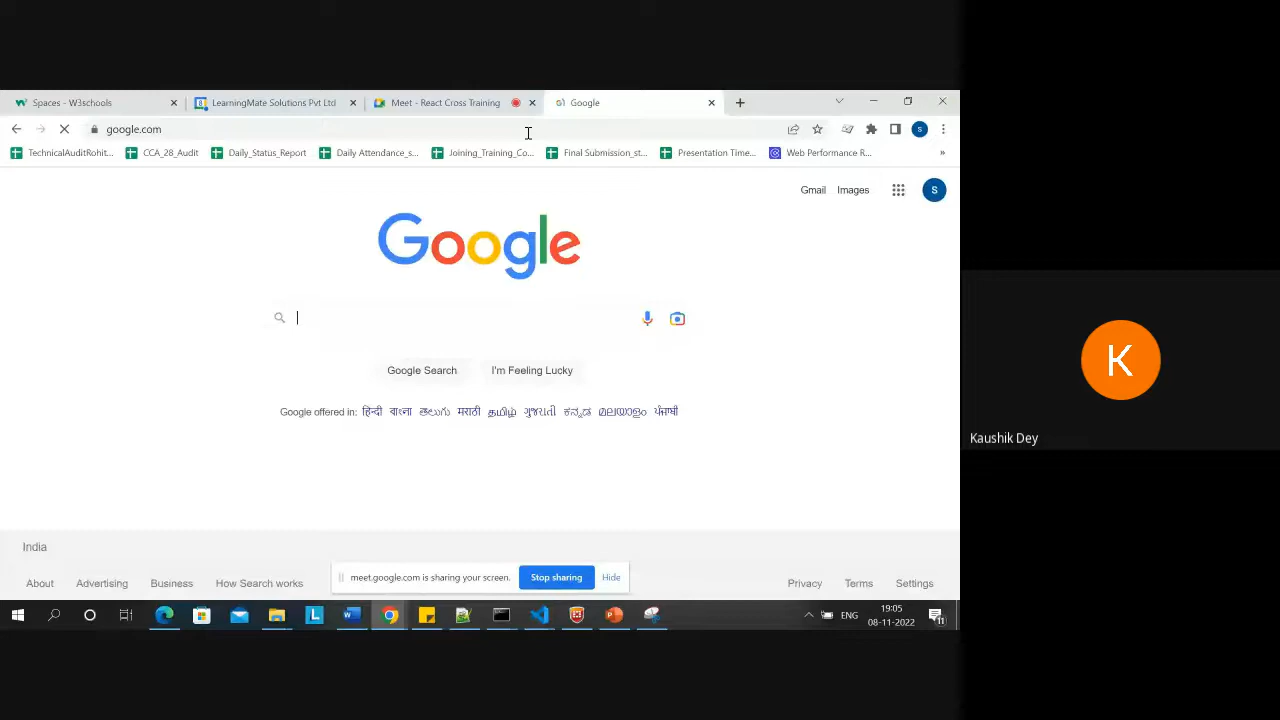 Spaces - W3schools
LearningMate Solutions Pvt Ltd
Meet - React Cross Training
Google
google.com
TechnicalAuditRohit...
CCA_28_Audit
Daily_Status_Report
Daily Attendance_s...
Joining_Training_Co...
Final Submission_st...
Presentation Time...
Web Performance R...
»
Gmail Images
S
Google
Google Search
I'm Feeling Lucky
Google offered in: हिन्दी বাংলা తెలుగు मराठी தமிழ் ગુજરાતી ಕನ್ನಡ മലയാളം ਪੰਜਾਬੀ
K
Kaushik Dey
India
About Advertising Business How Search works
meet.google.com is sharing your screen. Stop sharing Hide
Privacy Terms Settings
ENG
19:05
08-11-2022
11